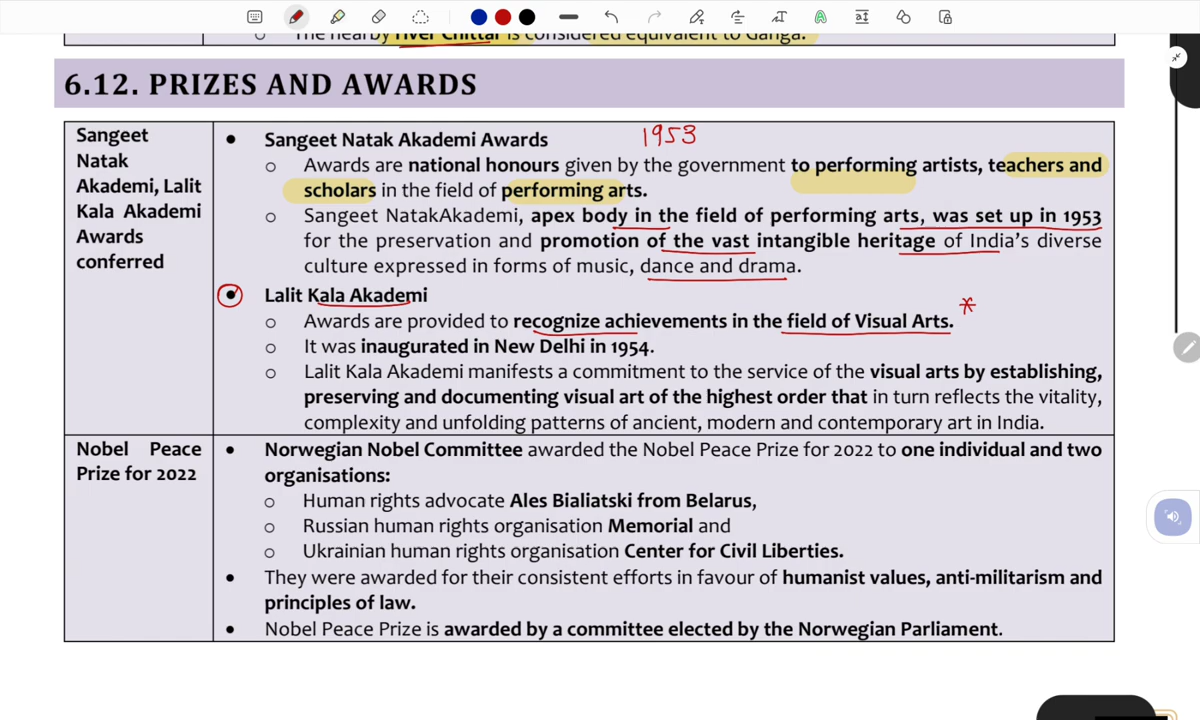 The nearby river Chittar is considered equivalent to Ganga.
6.12. PRIZES AND AWARDS
Sangeet
Natak
Akademi, Lalit
Kala Akademi
Awards
conferred
• Sangeet Natak Akademi Awards 1953
o Awards are national honours given by the government to performing artists, teachers and
scholars in the field of performing arts.
o Sangeet NatakAkademi, apex body in the field of performing arts, was set up in 1953
for the preservation and promotion of the vast intangible heritage of India's diverse
culture expressed in forms of music, dance and drama.
• Lalit Kala Akademi
o Awards are provided to recognize achievements in the field of Visual Arts. *
o It was inaugurated in New Delhi in 1954.
o Lalit Kala Akademi manifests a commitment to the service of the visual arts by establishing,
preserving and documenting visual art of the highest order that in turn reflects the vitality,
complexity and unfolding patterns of ancient, modern and contemporary art in India.
Nobel Peace
Prize for 2022
• Norwegian Nobel Committee awarded the Nobel Peace Prize for 2022 to one individual and two
organisations:
o Human rights advocate Ales Bialiatski from Belarus,
o Russian human rights organisation Memorial and
o Ukrainian human rights organisation Center for Civil Liberties.
• They were awarded for their consistent efforts in favour of humanist values, anti-militarism and
principles of law.
• Nobel Peace Prize is awarded by a committee elected by the Norwegian Parliament.